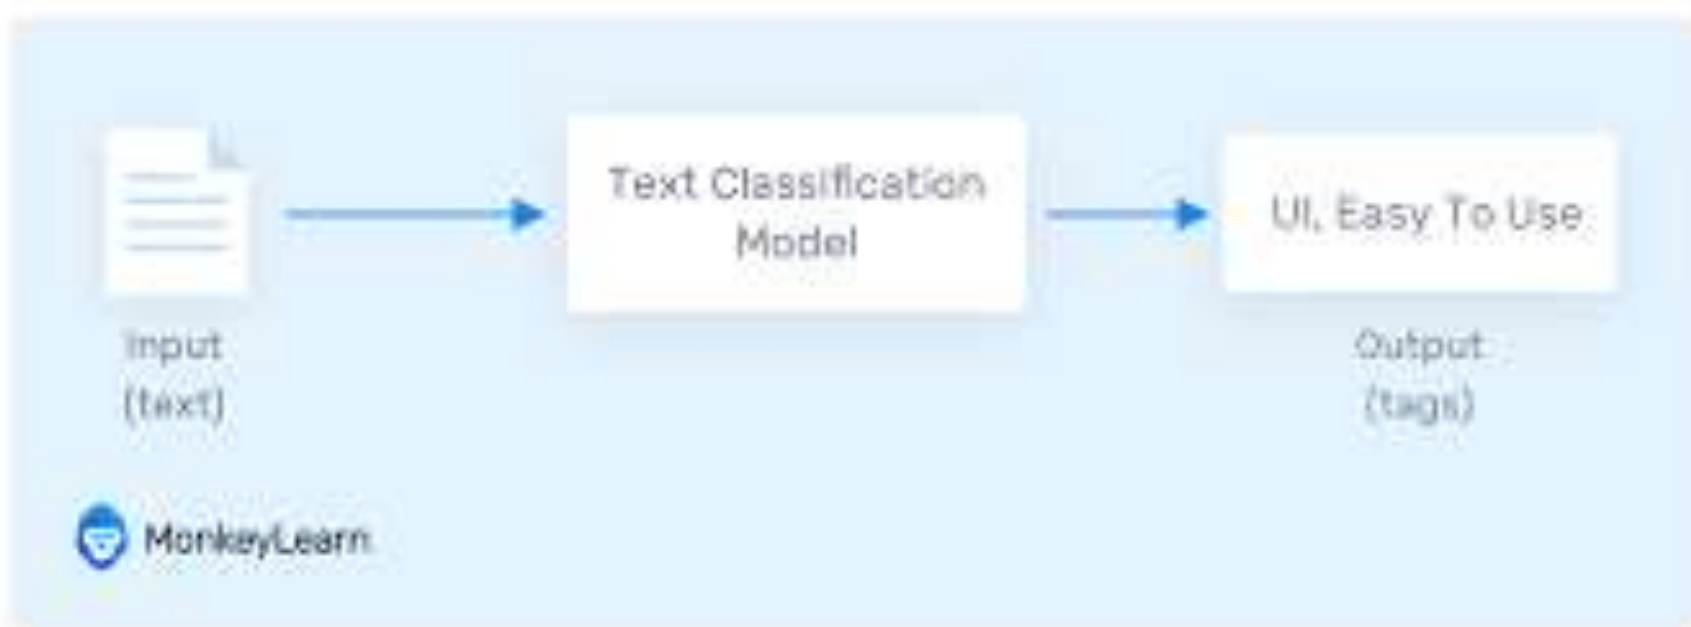 Text Classification
Model
UI, Easy To Use
Input
(text)
Output
(tags)
MonkeyLearn